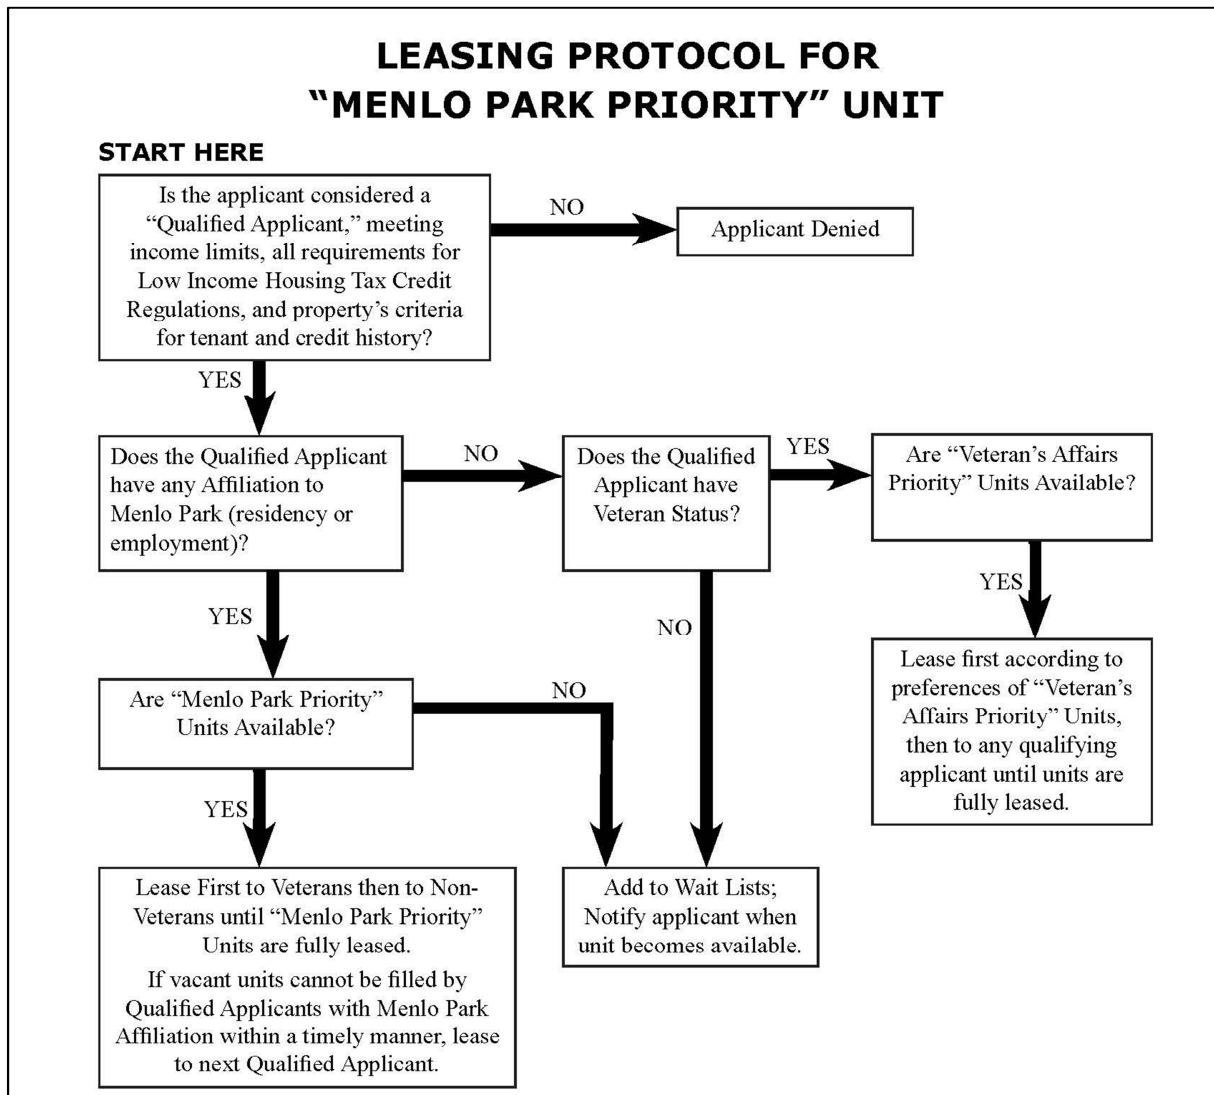 LEASING PROTOCOL FOR
“MENLO PARK PRIORITY” UNIT
START HERE
Is the applicant considered a
“Qualified Applicant,” meeting
income limits, all requirements for
Low Income Housing Tax Credit
Regulations, and property’s criteria
for tenant and credit history?
NO
Applicant Denied
YES
Does the Qualified Applicant
have any Affiliation to
Menlo Park (residency or
employment)?
NO
Does the Qualified
Applicant have
Veteran Status?
YES
Are “Veteran’s Affairs
Priority” Units Available?
YES
NO
YES
Lease first according to
preferences of “Veteran’s
Affairs Priority” Units,
then to any qualifying
applicant until units are
fully leased.
Are “Menlo Park Priority”
Units Available?
NO
YES
Lease First to Veterans then to Non-
Veterans until “Menlo Park Priority”
Units are fully leased.
If vacant units cannot be filled by
Qualified Applicants with Menlo Park
Affiliation within a timely manner, lease
to next Qualified Applicant.
Add to Wait Lists;
Notify applicant when
unit becomes available.